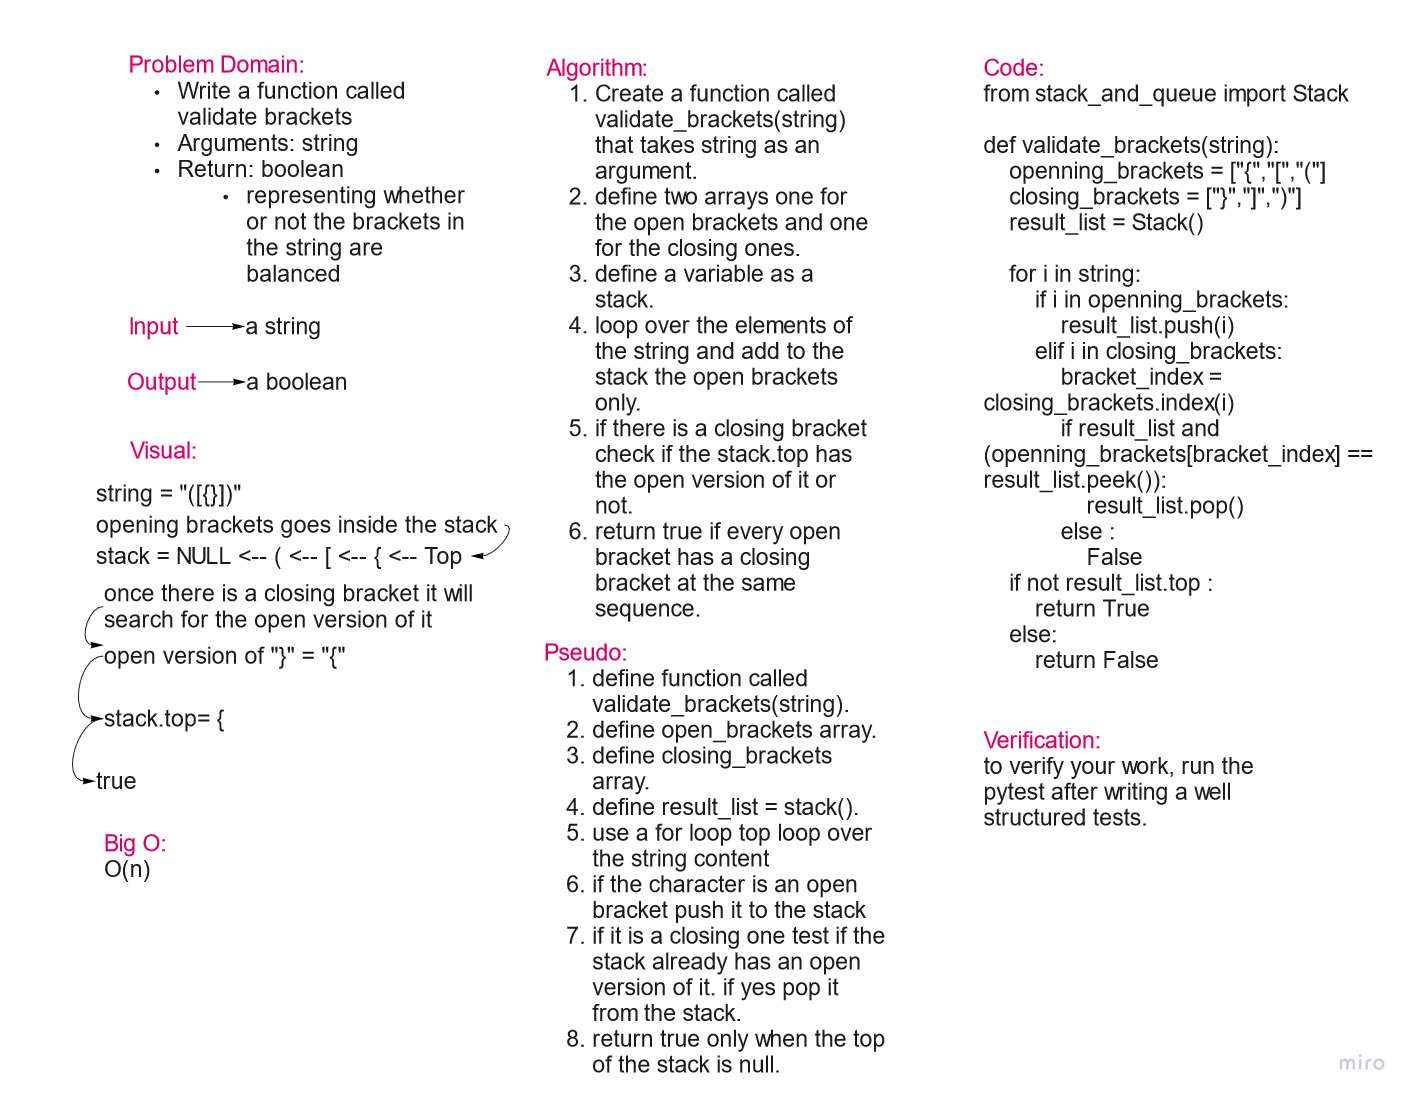 Problem Domain:
• Write a function called
validate brackets
• Arguments: string
• Return: boolean
• representing whether
or not the brackets in
the string are
balanced
Input a string
Output a boolean
Visual:
string = "([{}])"
opening brackets goes inside the stack
stack = NULL <-- ( <-- [ <-- { <-- Top
once there is a closing bracket it will
search for the open version of it
open version of "}" = "{"
stack.top= {
true
Big O:
O(n)
Algorithm:
1. Create a function called
validate_brackets(string)
that takes string as an
argument.
2. define two arrays one for
the open brackets and one
for the closing ones.
3. define a variable as a
stack.
4. loop over the elements of
the string and add to the
stack the open brackets
only.
5. if there is a closing bracket
check if the stack.top has
the open version of it or
not.
6. return true if every open
bracket has a closing
bracket at the same
sequence.
Pseudo:
1. define function called
validate_brackets(string).
2. define open_brackets array.
3. define closing_brackets
array.
4. define result_list = stack().
5. use a for loop top loop over
the string content
6. if the character is an open
bracket push it to the stack
7. if it is a closing one test if the
stack already has an open
version of it. if yes pop it
from the stack.
8. return true only when the top
of the stack is null.
Code:
from stack_and_queue import Stack
def validate_brackets(string):
openning_brackets = ["{","[","("]
closing_brackets = ["}","]",")"]
result_list = Stack()
for i in string:
if i in openning_brackets:
result_list.push(i)
elif i in closing_brackets:
bracket_index =
closing_brackets.index(i)
if result_list and
(openning_brackets[bracket_index] ==
result_list.peek()):
result_list.pop()
else :
False
if not result_list.top :
return True
else:
return False
Verification:
to verify your work, run the
pytest after writing a well
structured tests.
miro